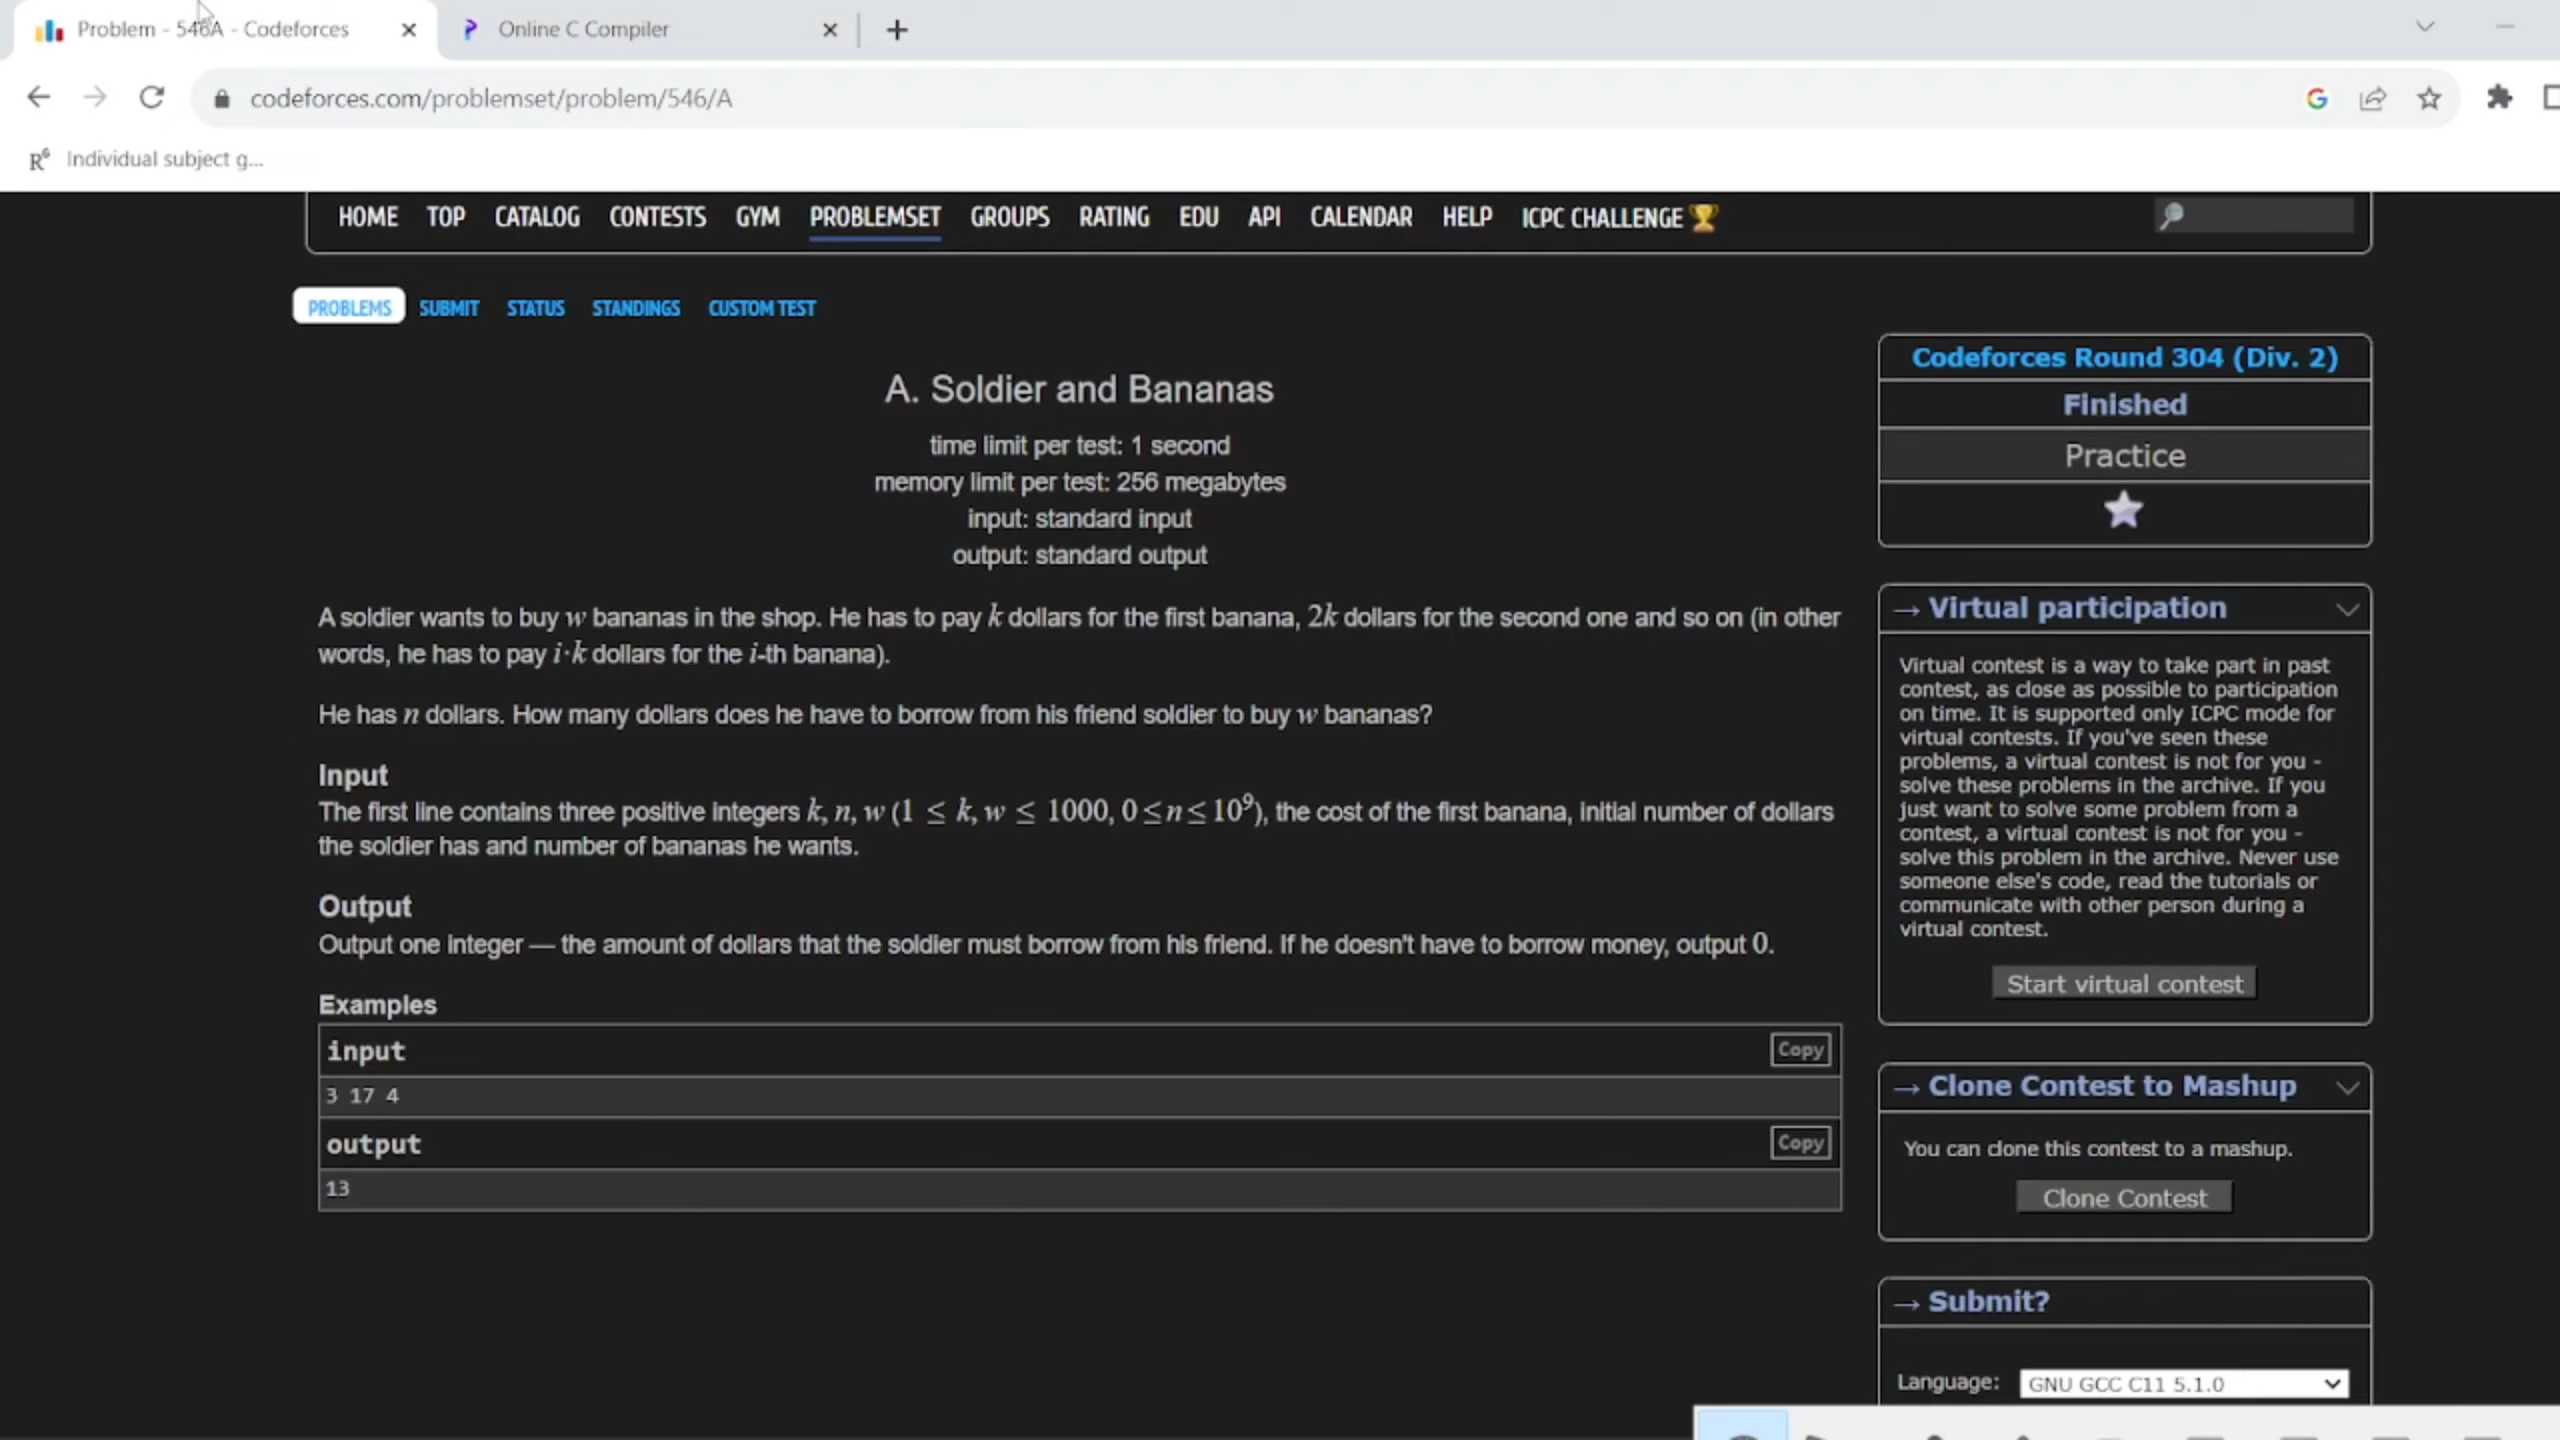 Problem - 546A - Codeforces
Online C Compiler
codeforces.com/problemset/problem/546/A
Individual subject g...
HOME TOP CATALOG CONTESTS GYM PROBLEMSET GROUPS RATING EDU API CALENDAR HELP ICPC CHALLENGE
PROBLEMS SUBMIT STATUS STANDINGS CUSTOM TEST
A. Soldier and Bananas
time limit per test: 1 second
memory limit per test: 256 megabytes
input: standard input
output: standard output
A soldier wants to buy w bananas in the shop. He has to pay k dollars for the first banana, 2k dollars for the second one and so on (in other
words, he has to pay i·k dollars for the i-th banana).
He has n dollars. How many dollars does he have to borrow from his friend soldier to buy w bananas?
Input
The first line contains three positive integers k, n, w (1 ≤ k, w ≤ 1000, 0 ≤ n ≤ 10⁹), the cost of the first banana, initial number of dollars
the soldier has and number of bananas he wants.
Output
Output one integer — the amount of dollars that the soldier must borrow from his friend. If he doesn't have to borrow money, output 0.
Examples
input
Copy
3 17 4
output
Copy
13
Codeforces Round 304 (Div. 2)
Finished
Practice
→ Virtual participation
Virtual contest is a way to take part in past
contest, as close as possible to participation
on time. It is supported only ICPC mode for
virtual contests. If you've seen these
problems, a virtual contest is not for you -
solve these problems in the archive. If you
just want to solve some problem from a
contest, a virtual contest is not for you -
solve this problem in the archive. Never use
someone else's code, read the tutorials or
communicate with other person during a
virtual contest.
Start virtual contest
→ Clone Contest to Mashup
You can clone this contest to a mashup.
Clone Contest
→ Submit?
Language: GNU GCC C11 5.1.0